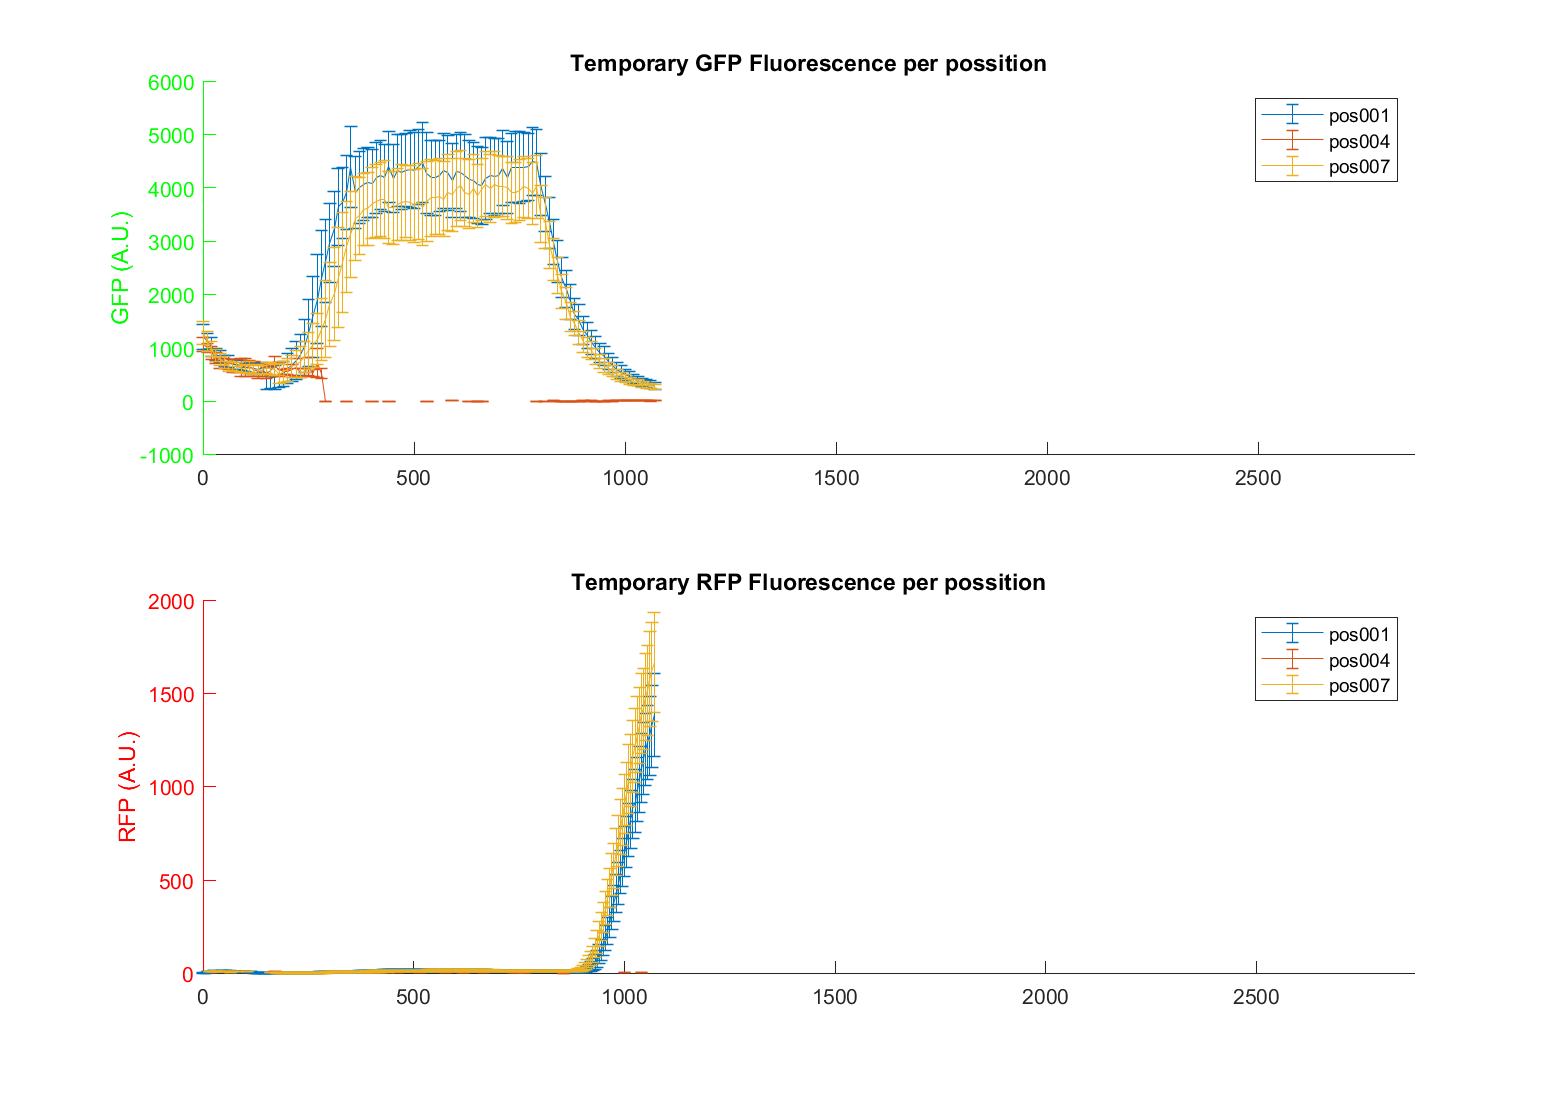 Temporary GFP Fluorescence per possition
6000
5000
4000
3000
2000
1000
0
-1000
GFP (A.U.)
0 500 1000 1500 2000 2500
pos001
pos004
pos007
Temporary RFP Fluorescence per possition
2000
1500
1000
500
0
RFP (A.U.)
0 500 1000 1500 2000 2500
pos001
pos004
pos007